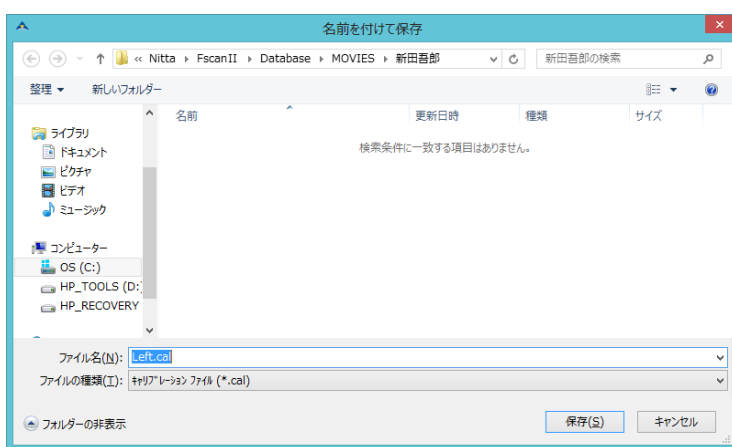 名前を付けて保存
« Nitta ▸ FscanII ▸ Database ▸ MOVIES ▸ 新田吾郎
新田吾郎の検索
整理 ▼ 新しいフォルダー
名前 更新日時 種類 サイズ
検索条件に一致する項目はありません。
ライブラリ
ドキュメント
ピクチャ
ビデオ
ミュージック
コンピューター
OS (C:)
HP_TOOLS (D:)
HP_RECOVERY
ファイル名(N): Left.cal
ファイルの種類(T): ｷｬﾘﾌﾞﾚｰｼｮﾝ ﾌｧｲﾙ (*.cal)
フォルダーの非表示
保存(S) キャンセル